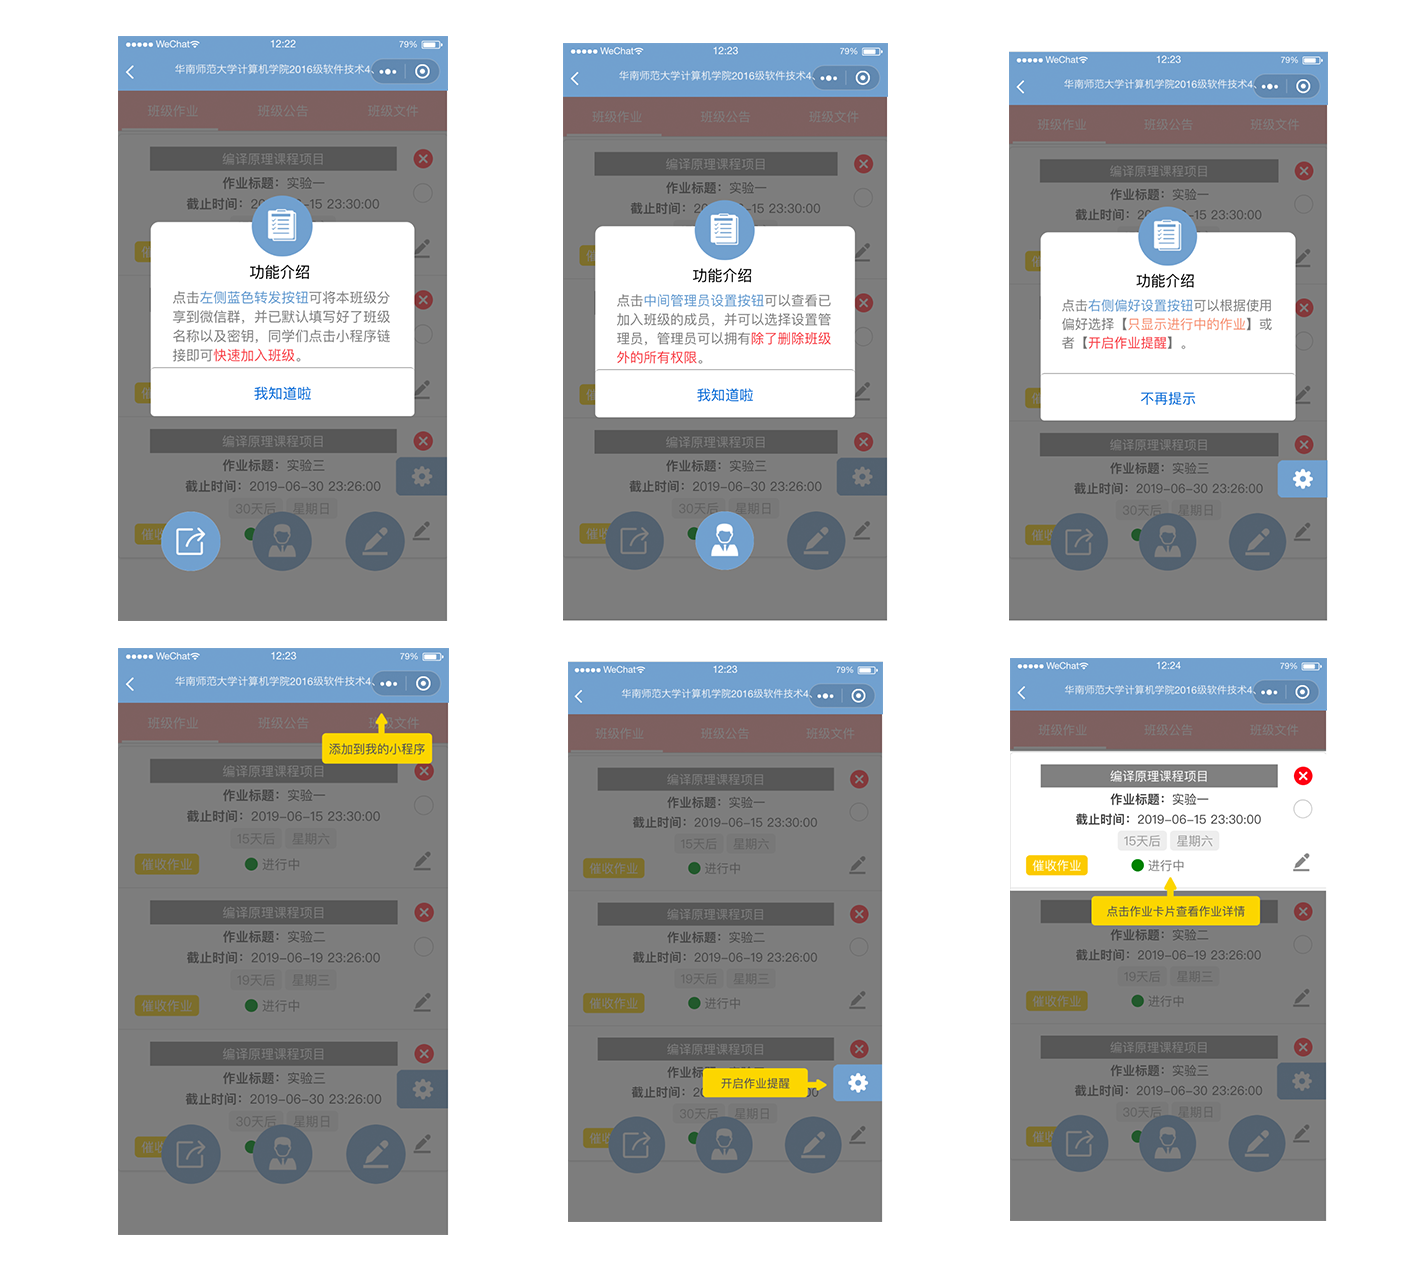 ●●●●● WeChat 12:22 79%
华南师范大学计算机学院2016级软件技术4、
班级作业 班级公告 班级文件
编译原理课程项目
作业标题：实验一
截止时间：2019-06-15 23:30:00
功能介绍
点击左侧蓝色转发按钮可将本班级分
享到微信群，并已默认填写好了班级
名称以及密钥，同学们点击小程序链
接即可快速加入班级。
我知道啦
编译原理课程项目
作业标题：实验三
截止时间：2019-06-30 23:26:00
30天后 星期日
催收
●●●●● WeChat 12:23 79%
华南师范大学计算机学院2016级软件技术4、
班级作业 班级公告 班级文件
编译原理课程项目
作业标题：实验一
截止时间：2019-06-15 23:30:00
功能介绍
点击中间管理员设置按钮可以查看已
加入班级的成员，并可以选择设置管
理员，管理员可以拥有除了删除班级
外的所有权限。
我知道啦
编译原理课程项目
作业标题：实验三
截止时间：2019-06-30 23:26:00
30天后 星期日
催收
●●●●● WeChat 12:23 79%
华南师范大学计算机学院2016级软件技术4、
班级作业 班级公告 班级文件
编译原理课程项目
作业标题：实验一
截止时间：2019-06-15 23:30:00
功能介绍
点击右侧偏好设置按钮可以根据使用
偏好选择【只显示进行中的作业】或
者【开启作业提醒】。
不再提示
编译原理课程项目
作业标题：实验三
截止时间：2019-06-30 23:26:00
30天后 星期日
催收
●●●●● WeChat 12:23 79%
华南师范大学计算机学院2016级软件技术4、
班级作业 班级公告 班级文件
添加到我的小程序
编译原理课程项目
作业标题：实验一
截止时间：2019-06-15 23:30:00
15天后 星期六
催收作业 进行中
编译原理课程项目
作业标题：实验二
截止时间：2019-06-19 23:26:00
19天后 星期三
催收作业 进行中
编译原理课程项目
作业标题：实验三
截止时间：2019-06-30 23:26:00
30天后 星期日
催收
●●●●● WeChat 12:23 79%
华南师范大学计算机学院2016级软件技术4、
班级作业 班级公告 班级文件
编译原理课程项目
作业标题：实验一
截止时间：2019-06-15 23:30:00
15天后 星期六
催收作业 进行中
编译原理课程项目
作业标题：实验二
截止时间：2019-06-19 23:26:00
19天后 星期三
催收作业 进行中
编译原理课程项目
作业标题：实验三
开启作业提醒
截止时间：2019-06-30 23:26:00
30天后 星期日
催收
●●●●● WeChat 12:24 79%
华南师范大学计算机学院2016级软件技术4、
班级作业 班级公告 班级文件
编译原理课程项目
作业标题：实验一
截止时间：2019-06-15 23:30:00
15天后 星期六
催收作业 进行中
点击作业卡片查看作业详情
作业标题：实验二
截止时间：2019-06-19 23:26:00
19天后 星期三
催收作业 进行中
编译原理课程项目
作业标题：实验三
截止时间：2019-06-30 23:26:00
30天后 星期日
催收